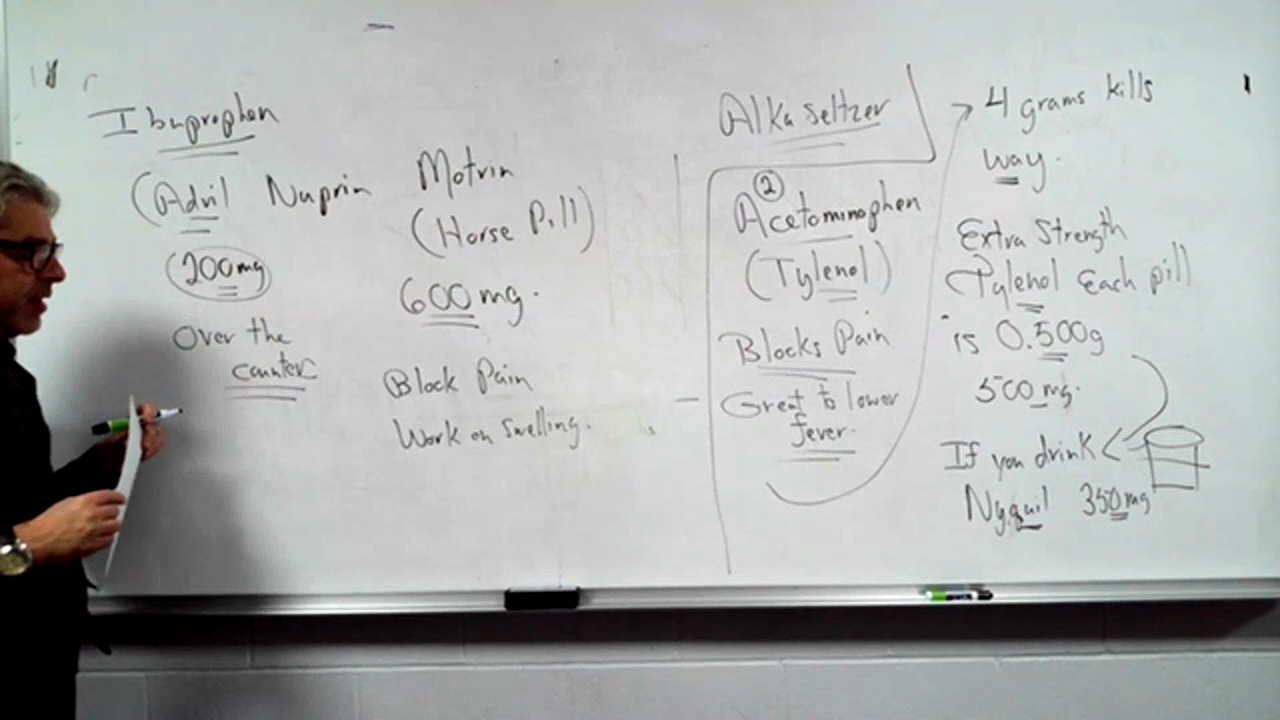 Ibuprophen
(Advil Nuprin
200mg
Over the
counter
Motrin
(Horse Pill)
600 mg.
Block Pain
Work on Swelling.
Alka Seltzer
2
Acetominophen
(Tylenol)
Blocks Pain
Great to lower
fever.
4 grams kills
way.
Extra Strength
Tylenol Each pill
is 0.500g
500 mg.
If you drink
Nyquil 350mg